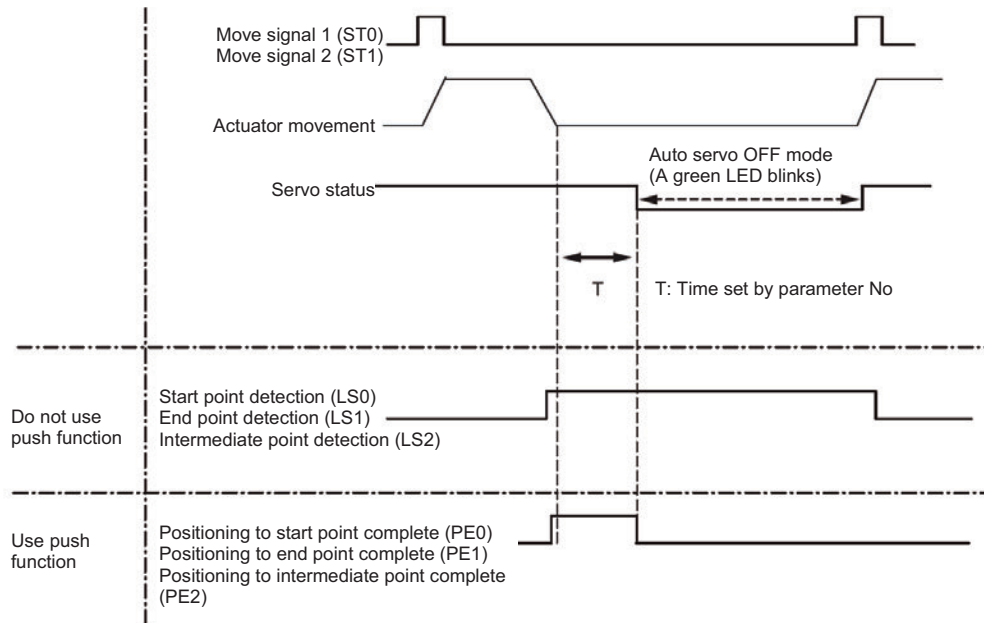 Move signal 1 (ST0)
Move signal 2 (ST1)
Actuator movement
Auto servo OFF mode
(A green LED blinks)
Servo status
T
T: Time set by parameter No
Do not use
push function
Start point detection (LS0)
End point detection (LS1)
Intermediate point detection (LS2)
Use push
function
Positioning to start point complete (PE0)
Positioning to end point complete (PE1)
Positioning to intermediate point complete
(PE2)